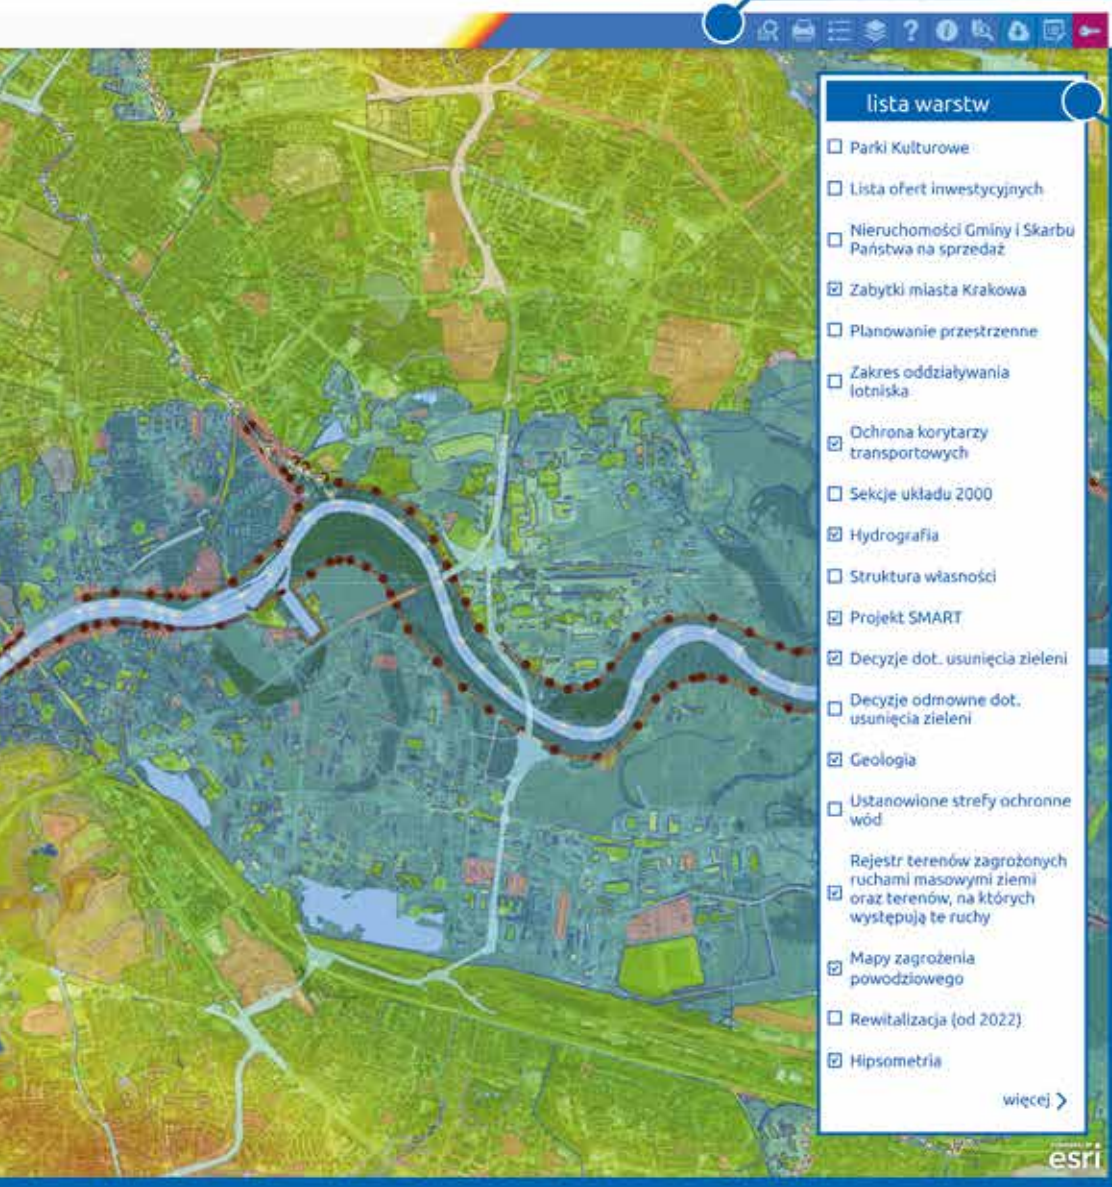 lista warstw
Parki Kulturowe
Lista ofert inwestycyjnych
Nieruchomości Gminy i Skarbu
Państwa na sprzedaż
Zabytki miasta Krakowa
Planowanie przestrzenne
Zakres oddziaływania
lotniska
Ochrona korytarzy
transportowych
Sekcje układu 2000
Hydrografia
Struktura własności
Projekt SMART
Decyzje dot. usunięcia zieleni
Decyzje odmowne dot.
usunięcia zieleni
Geologia
Ustanowione strefy ochronne
wód
Rejestr terenów zagrożonych
ruchami masowymi ziemi
oraz terenów, na których
występują te ruchy
Mapy zagrożenia
powodziowego
Rewitalizacja (od 2022)
Hipsometria
więcej
esri